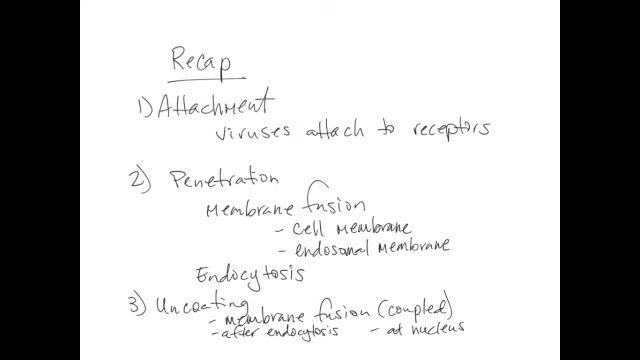 Recap
1) Attachment
viruses attach to receptors
2) Penetration
Membrane fusion
- cell membrane
- endosomal membrane
Endocytosis
3) Uncoating
- membrane fusion (coupled)
- after endocytosis - at nucleus